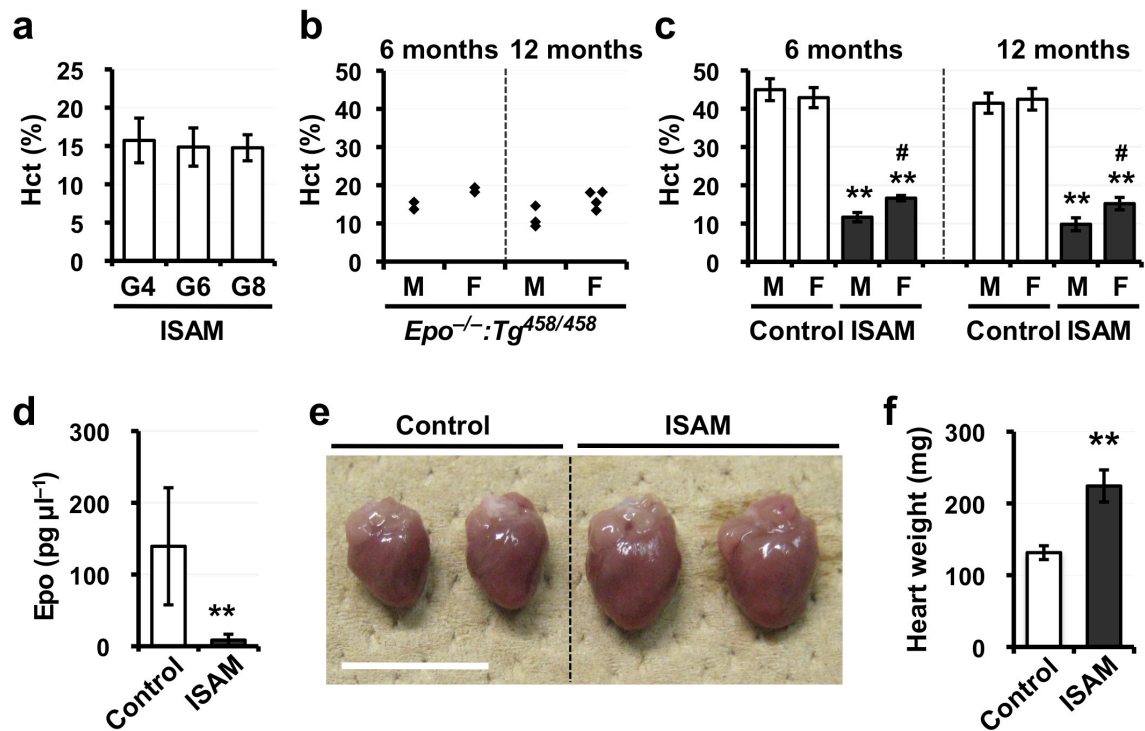 a
25
20
15
10
5
0
Hct (%)
G4 G6 G8
ISAM
b
6 months 12 months
50
40
30
20
10
0
Hct (%)
M F M F
Epo–/–:Tg458/458
c
6 months 12 months
50
40
30
20
10
0
Hct (%)
**
#
**
**
#
**
M F M F M F M F
Control ISAM Control ISAM
d
300
200
100
0
Epo (pg µl–1)
**
Control ISAM
e
Control ISAM
f
300
200
100
0
Heart weight (mg)
**
Control ISAM